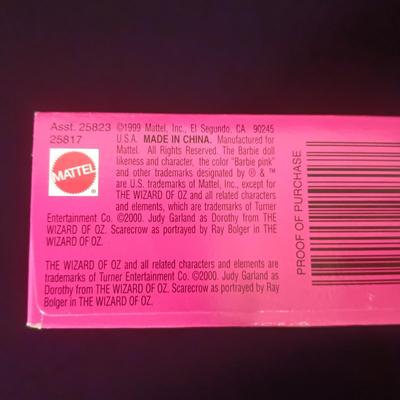 Asst. 25823 ©1999 Mattel, Inc., El Segundo, CA 90245
25817 U.S.A. MADE IN CHINA. Manufactured for
Mattel. All Rights Reserved. The Barbie doll
likeness and character, the color "Barbie pink"
and other trademarks designated by ® & ™
are U.S. trademarks of Mattel, Inc., except for
THE WIZARD OF OZ and all related characters
and elements, which are trademarks of Turner
Entertainment Co. ©2000. Judy Garland as Dorothy from THE
WIZARD OF OZ. Scarecrow as portrayed by Ray Bolger in THE
WIZARD OF OZ.
THE WIZARD OF OZ and all related characters and elements are
trademarks of Turner Entertainment Co. ©2000. Judy Garland as
Dorothy from THE WIZARD OF OZ. Scarecrow as portrayed by Ray
Bolger in THE WIZARD OF OZ.
MATTEL
®
PROOF OF PURCHASE